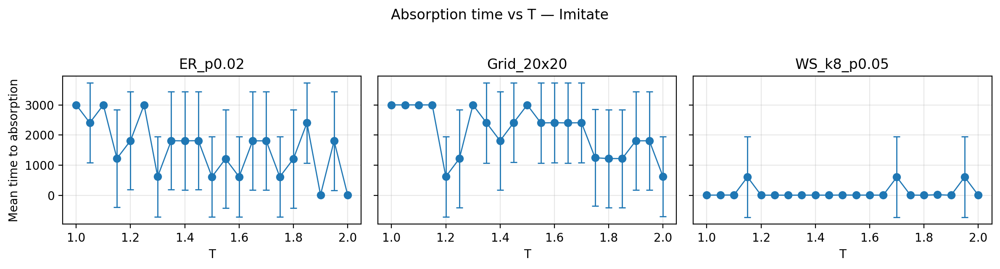 Absorption time vs T — Imitate
ER_p0.02
Grid_20x20
WS_k8_p0.05
Mean time to absorption
3000
2000
1000
0
1.0 1.2 1.4 1.6 1.8 2.0
1.0 1.2 1.4 1.6 1.8 2.0
1.0 1.2 1.4 1.6 1.8 2.0
T
T
T